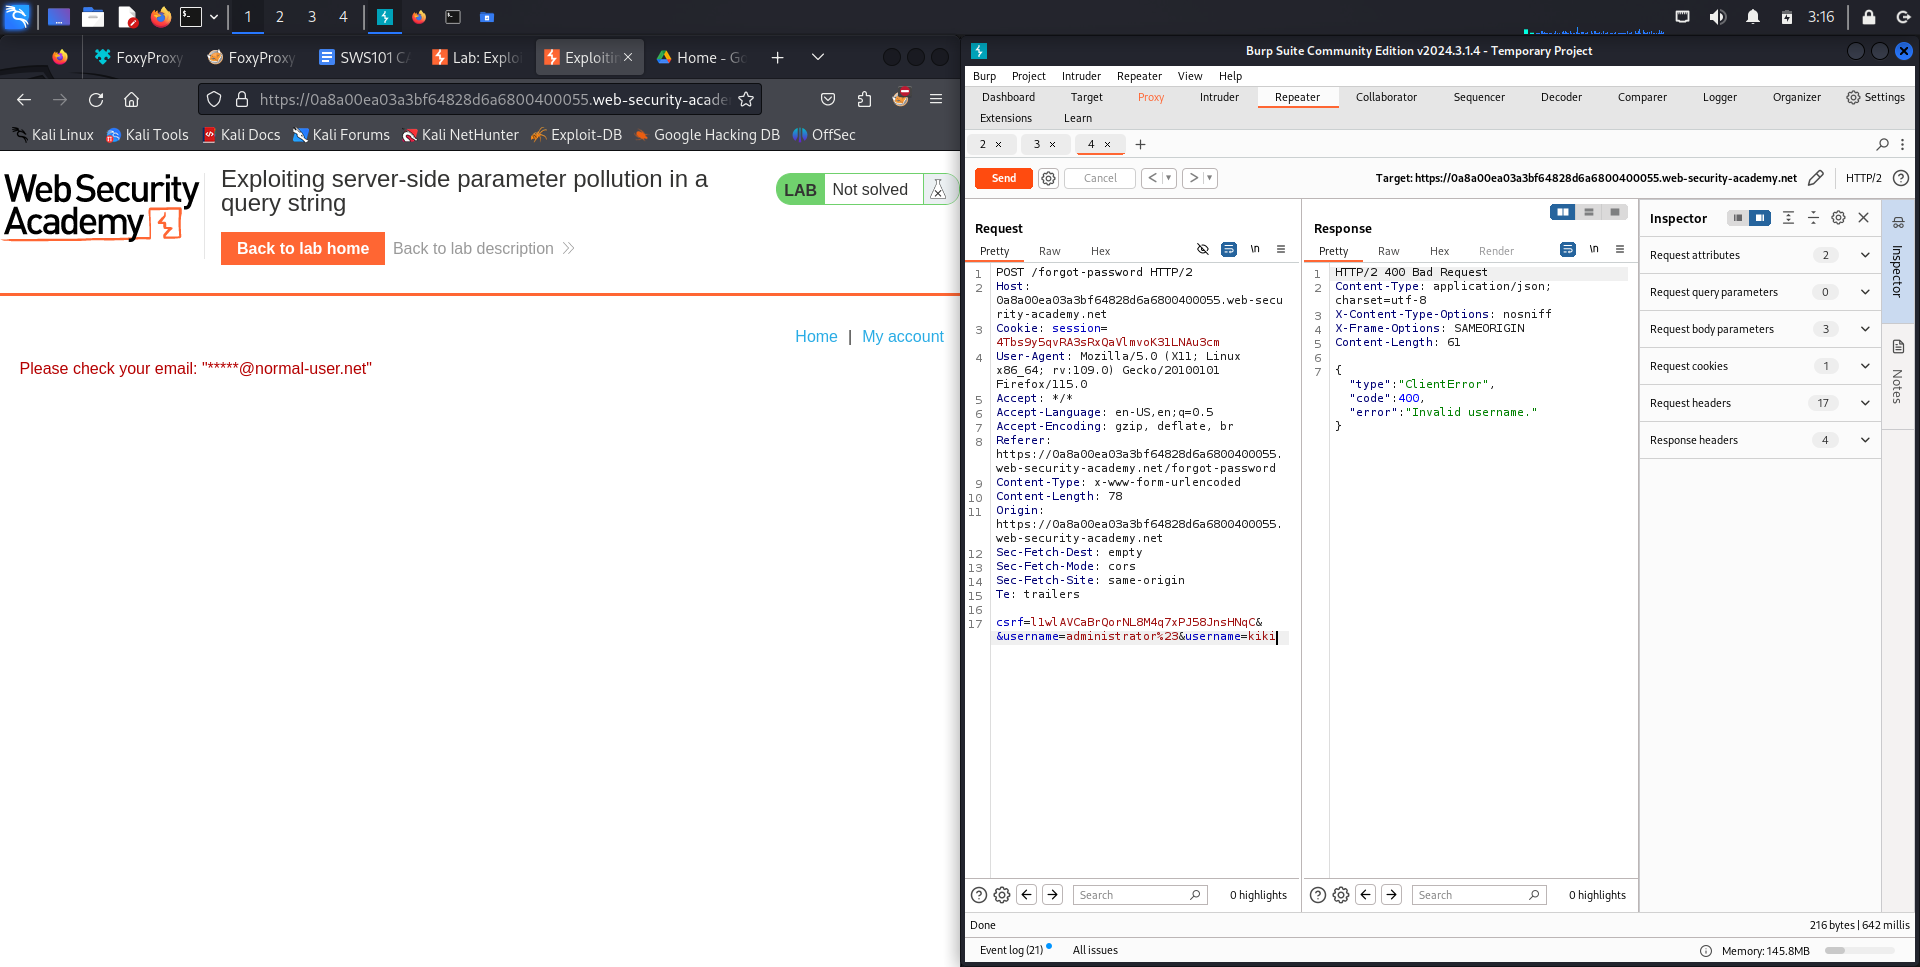 1 2 3 4
3:16
FoxyProxy
FoxyProxy
SWS101 CA
Lab: Explo
Exploitin
Home - Go
https://0a8a00ea03a3bf64828d6a6800400055.web-security-acade
Kali Linux Kali Tools Kali Docs Kali Forums Kali NetHunter Exploit-DB Google Hacking DB OffSec
Web Security
Academy
Exploiting server-side parameter pollution in a
query string
LAB Not solved
Back to lab home Back to lab description
Home | My account
Please check your email: "*****@normal-user.net"
Burp Suite Community Edition v2024.3.1.4 - Temporary Project
Burp Project Intruder Repeater View Help
Dashboard Target Proxy Intruder Repeater Collaborator Sequencer Decoder Comparer Logger Organizer Settings
Extensions Learn
2 × 3 × 4 × +
Send Cancel < > Target: https://0a8a00ea03a3bf64828d6a6800400055.web-security-academy.net HTTP/2
Request
Pretty Raw Hex \n
1 POST /forgot-password HTTP/2
2 Host:
0a8a00ea03a3bf64828d6a6800400055.web-secu
rity-academy.net
3 Cookie: session=
4Tbs9y5qvRA3sRxQaVlmvoK31LNAu3cm
4 User-Agent: Mozilla/5.0 (X11; Linux
x86_64; rv:109.0) Gecko/20100101
Firefox/115.0
5 Accept: */*
6 Accept-Language: en-US,en;q=0.5
7 Accept-Encoding: gzip, deflate, br
8 Referer:
https://0a8a00ea03a3bf64828d6a6800400055.
web-security-academy.net/forgot-password
9 Content-Type: x-www-form-urlencoded
10 Content-Length: 78
11 Origin:
https://0a8a00ea03a3bf64828d6a6800400055.
web-security-academy.net
12 Sec-Fetch-Dest: empty
13 Sec-Fetch-Mode: cors
14 Sec-Fetch-Site: same-origin
15 Te: trailers
16
17 csrf=l1wlAVCaBrQorNL8M4q7xPJ58JnsHNqC&
&username=administrator%23&username=kiki
Search 0 highlights
Response
Pretty Raw Hex Render \n
1 HTTP/2 400 Bad Request
2 Content-Type: application/json;
charset=utf-8
3 X-Content-Type-Options: nosniff
4 X-Frame-Options: SAMEORIGIN
5 Content-Length: 61
6
7 {
"type":"ClientError",
"code":400,
"error":"Invalid username."
}
Search 0 highlights
Inspector
Request attributes 2
Request query parameters 0
Request body parameters 3
Request cookies 1
Request headers 17
Response headers 4
Inspector
Notes
Done 216 bytes | 642 millis
Event log (21) All issues Memory: 145.8MB